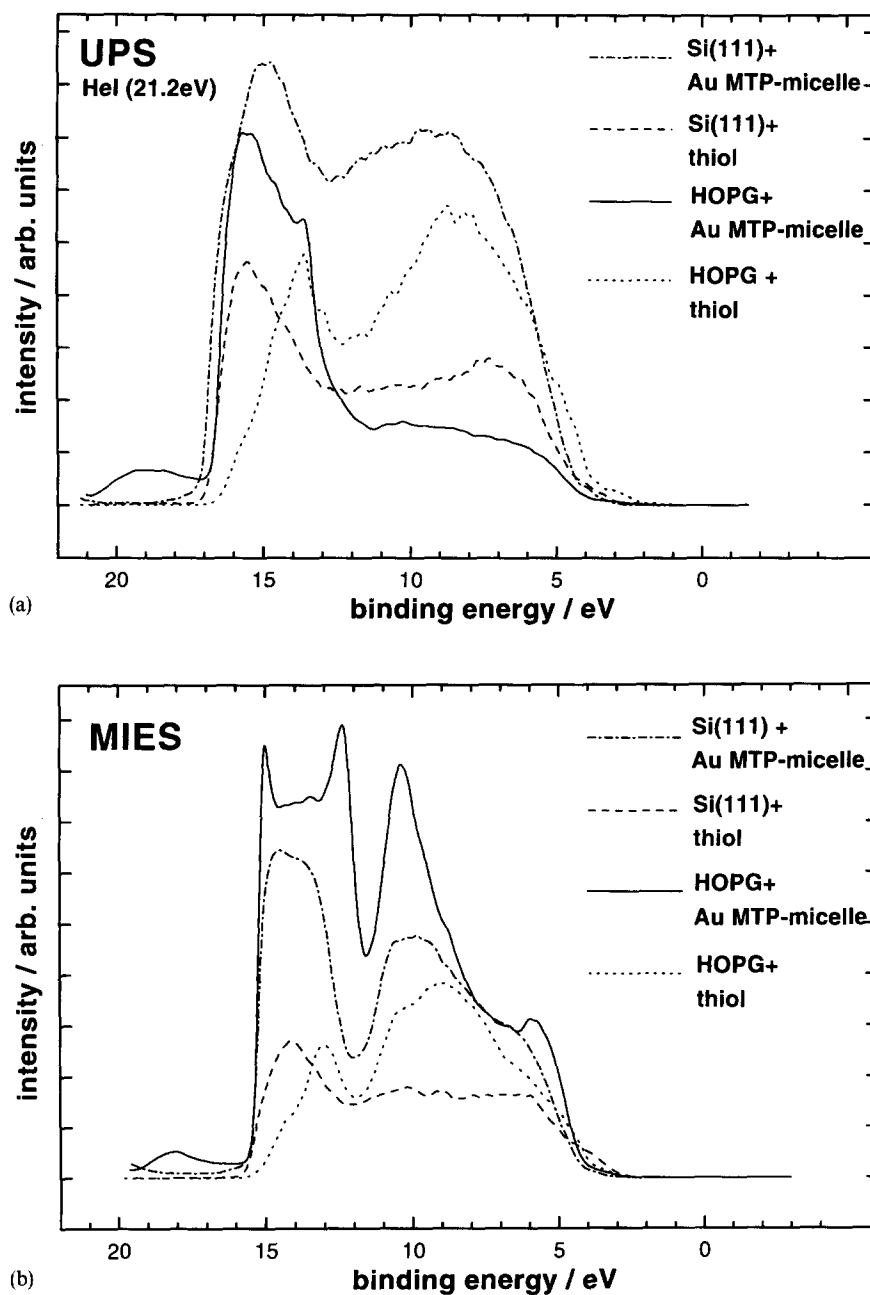 UPS
HeI (21.2eV)
Si(111)+
Au MTP-micelle
Si(111)+
thiol
HOPG+
Au MTP-micelle
HOPG +
thiol
intensity / arb. units
20 15 10 5 0
(a)
binding energy / eV
MIES
Si(111) +
Au MTP-micelle
Si(111)+
thiol
HOPG+
Au MTP-micelle
HOPG+
thiol
intensity / arb. units
20 15 10 5 0
(b)
binding energy / eV